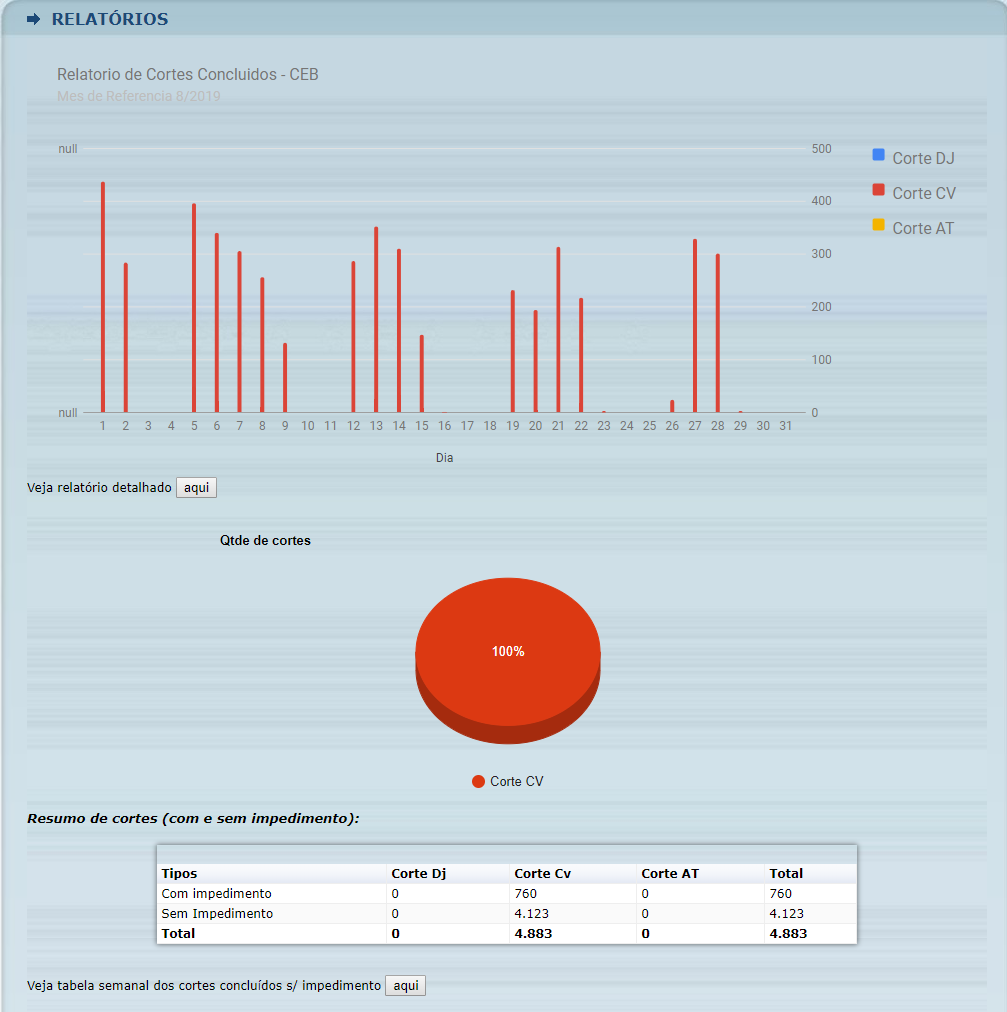 RELATÓRIOS
Relatorio de Cortes Concluidos - CEB
Mes de Referencia 8/2019
null 500
Corte DJ
400
Corte CV
Corte AT
300
200
100
null 0
1 2 3 4 5 6 7 8 9 10 11 12 13 14 15 16 17 18 19 20 21 22 23 24 25 26 27 28 29 30 31
Dia
Veja relatório detalhado aqui
Qtde de cortes
100%
Corte CV
Resumo de cortes (com e sem impedimento):
Tipos Corte Dj Corte Cv Corte AT Total
Com impedimento 0 760 0 760
Sem Impedimento 0 4.123 0 4.123
Total 0 4.883 0 4.883
Veja tabela semanal dos cortes concluídos s/ impedimento aqui